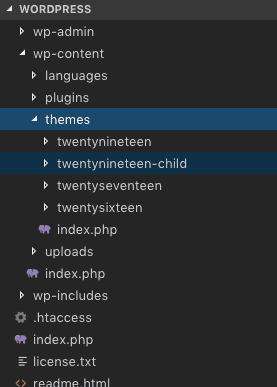 WORDPRESS
wp-admin
wp-content
languages
plugins
themes
twentynineteen
twentynineteen-child
twentyseventeen
twentysixteen
index.php
uploads
index.php
wp-includes
.htaccess
index.php
license.txt
readme.html